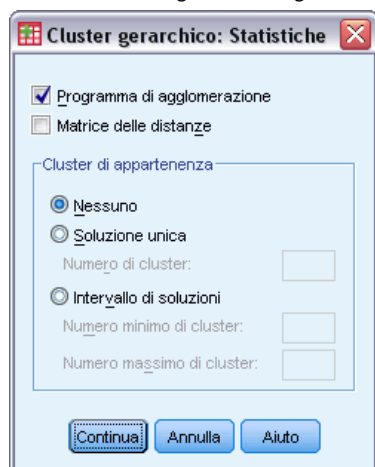 Cluster gerarchico: Statistiche
Programma di agglomerazione
Matrice delle distanze
Cluster di appartenenza
Nessuno
Soluzione unica
Numero di cluster:
Intervallo di soluzioni
Numero minimo di cluster:
Numero massimo di cluster:
Continua Annulla Aiuto